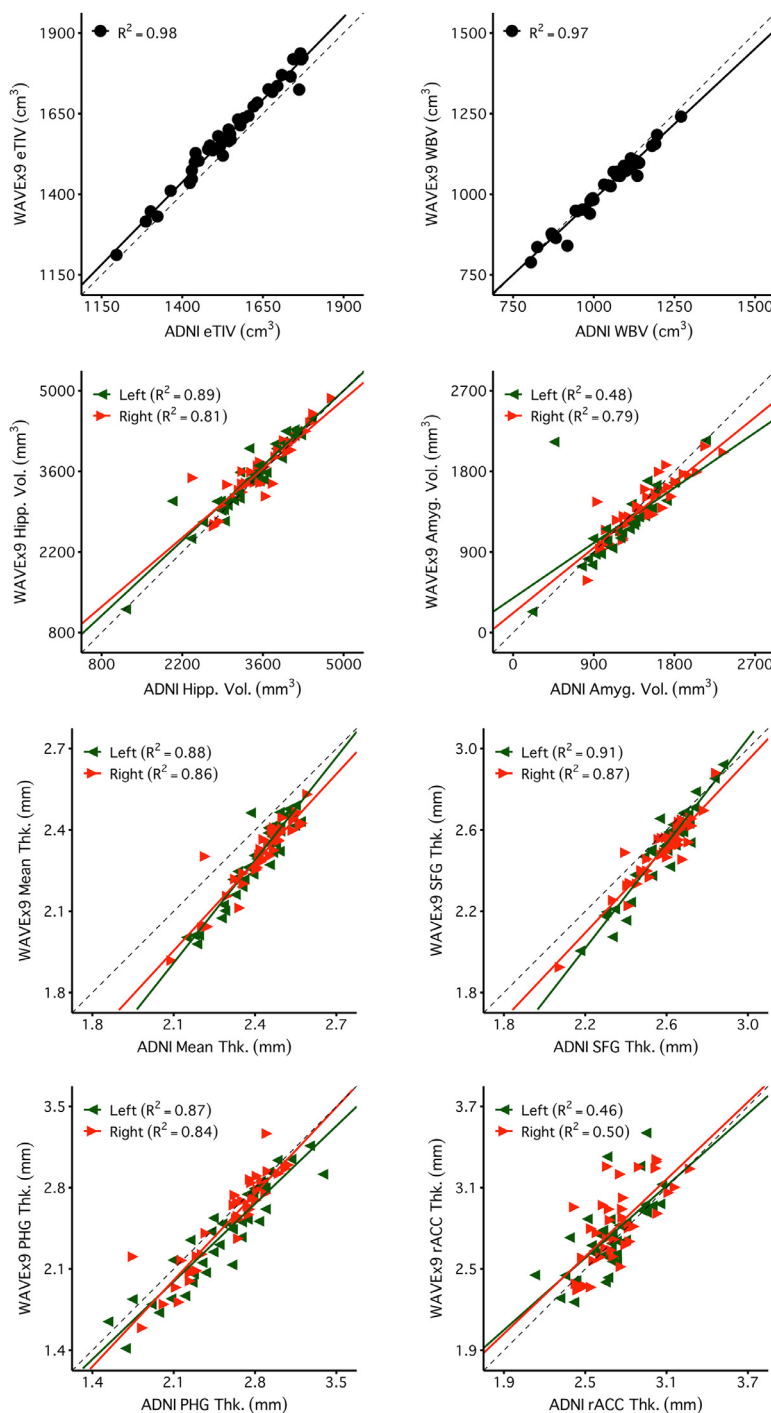 R² = 0.98
WAVEx9 eTIV (cm³)
1900
1650
1400
1150
1150 1400 1650 1900
ADNI eTIV (cm³)
R² = 0.97
WAVEx9 WBV (cm³)
1500
1250
1000
750
750 1000 1250 1500
ADNI WBV (cm³)
Left (R² = 0.89)
Right (R² = 0.81)
WAVEx9 Hipp. Vol. (mm³)
5000
3600
2200
800
800 2200 3600 5000
ADNI Hipp. Vol. (mm³)
Left (R² = 0.48)
Right (R² = 0.79)
WAVEx9 Amyg. Vol. (mm³)
2700
1800
900
0
0 900 1800 2700
ADNI Amyg. Vol. (mm³)
Left (R² = 0.88)
Right (R² = 0.86)
WAVEx9 Mean Thk. (mm)
2.7
2.4
2.1
1.8
1.8 2.1 2.4 2.7
ADNI Mean Thk. (mm)
Left (R² = 0.91)
Right (R² = 0.87)
WAVEx9 SFG Thk. (mm)
3.0
2.6
2.2
1.8
1.8 2.2 2.6 3.0
ADNI SFG Thk. (mm)
Left (R² = 0.87)
Right (R² = 0.84)
WAVEx9 PHG Thk. (mm)
3.5
2.8
2.1
1.4
1.4 2.1 2.8 3.5
ADNI PHG Thk. (mm)
Left (R² = 0.46)
Right (R² = 0.50)
WAVEx9 rACC Thk. (mm)
3.7
3.1
2.5
1.9
1.9 2.5 3.1 3.7
ADNI rACC Thk. (mm)